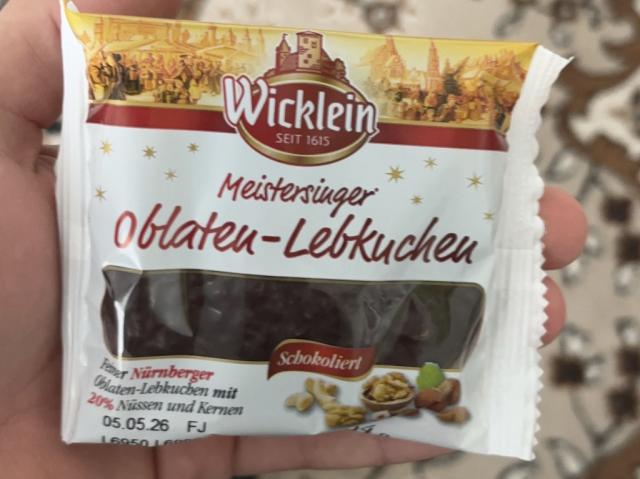 Wicklein
SEIT 1615
Meistersinger®
Oblaten-Lebkuchen
Schokoliert
Feiner Nürnberger
Oblaten-Lebkuchen mit
20% Nüssen und Kernen
05.05.26 FJ